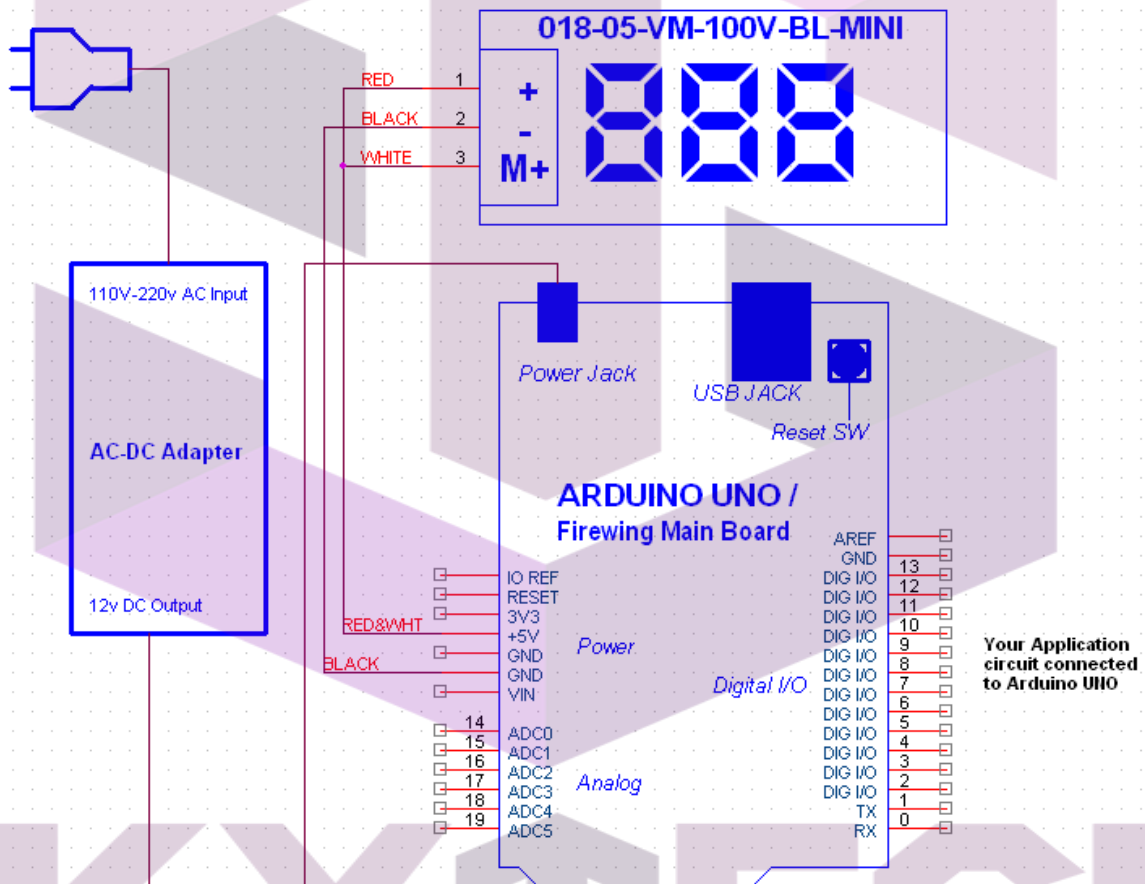 018-05-VM-100V-BL-MINI
RED 1 +
BLACK 2 -
WHITE 3 M+
110V-220v AC Input
AC-DC Adapter
12v DC Output
Power Jack
USB JACK
Reset SW
ARDUINO UNO /
Firewing Main Board
IO REF
RESET
3V3
RED&WHT +5V
GND
BLACK GND
VIN
Power
14 ADC0
15 ADC1
16 ADC2
17 ADC3
18 ADC4
19 ADC5
Analog
AREF
GND
DIG I/O 13
DIG I/O 12
DIG I/O 11
DIG I/O 10
DIG I/O 9
DIG I/O 8
DIG I/O 7
DIG I/O 6
DIG I/O 5
DIG I/O 4
DIG I/O 3
DIG I/O 2
TX 1
RX 0
Digital I/O
Your Application
circuit connected
to Arduino UNO